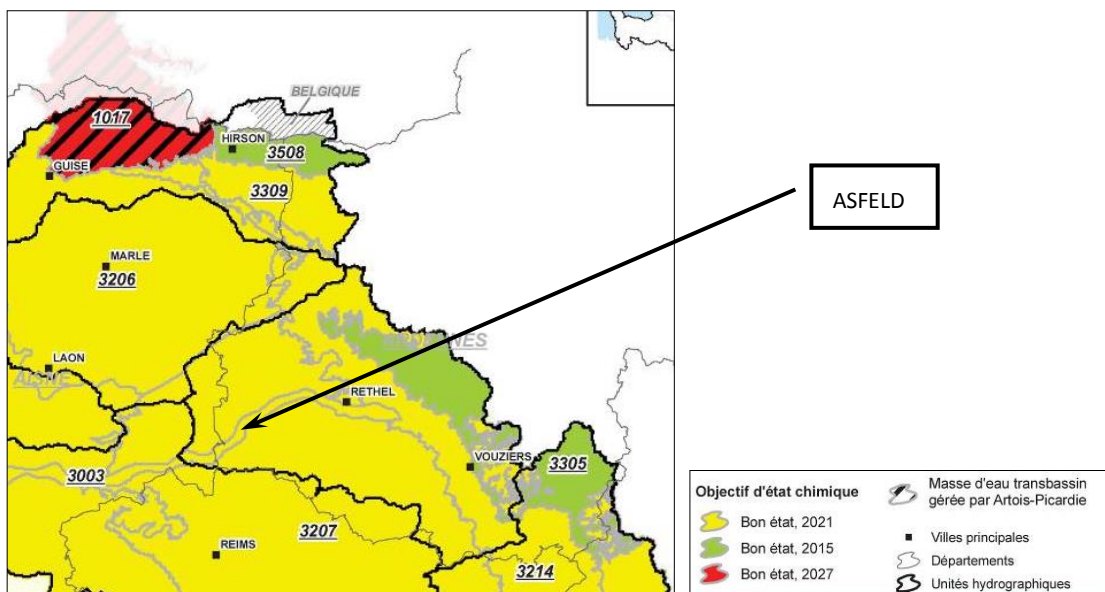 BELGIQUE
1017
HIRSON
3508
GUISE
3309
ASFELD
MARLE
3206
LAON
AISNE
RETHEL
VOUZIERS
3305
3003
3207
REIMS
3214
Objectif d'état chimique
Bon état, 2021
Bon état, 2015
Bon état, 2027
Masse d'eau transbassin
gérée par Artois-Picardie
Villes principales
Départements
Unités hydrographiques